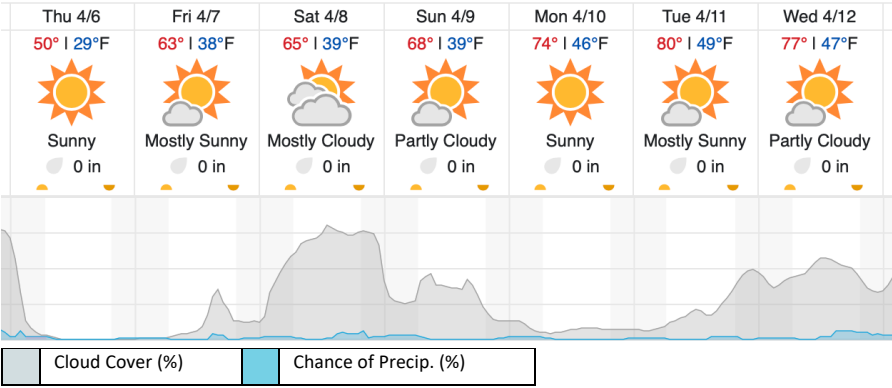 Thu 4/6 Fri 4/7 Sat 4/8 Sun 4/9 Mon 4/10 Tue 4/11 Wed 4/12
50° | 29°F 63° | 38°F 65° | 39°F 68° | 39°F 74° | 46°F 80° | 49°F 77° | 47°F
Sunny Mostly Sunny Mostly Cloudy Partly Cloudy Sunny Mostly Sunny Partly Cloudy
0 in 0 in 0 in 0 in 0 in 0 in 0 in
Cloud Cover (%) Chance of Precip. (%)